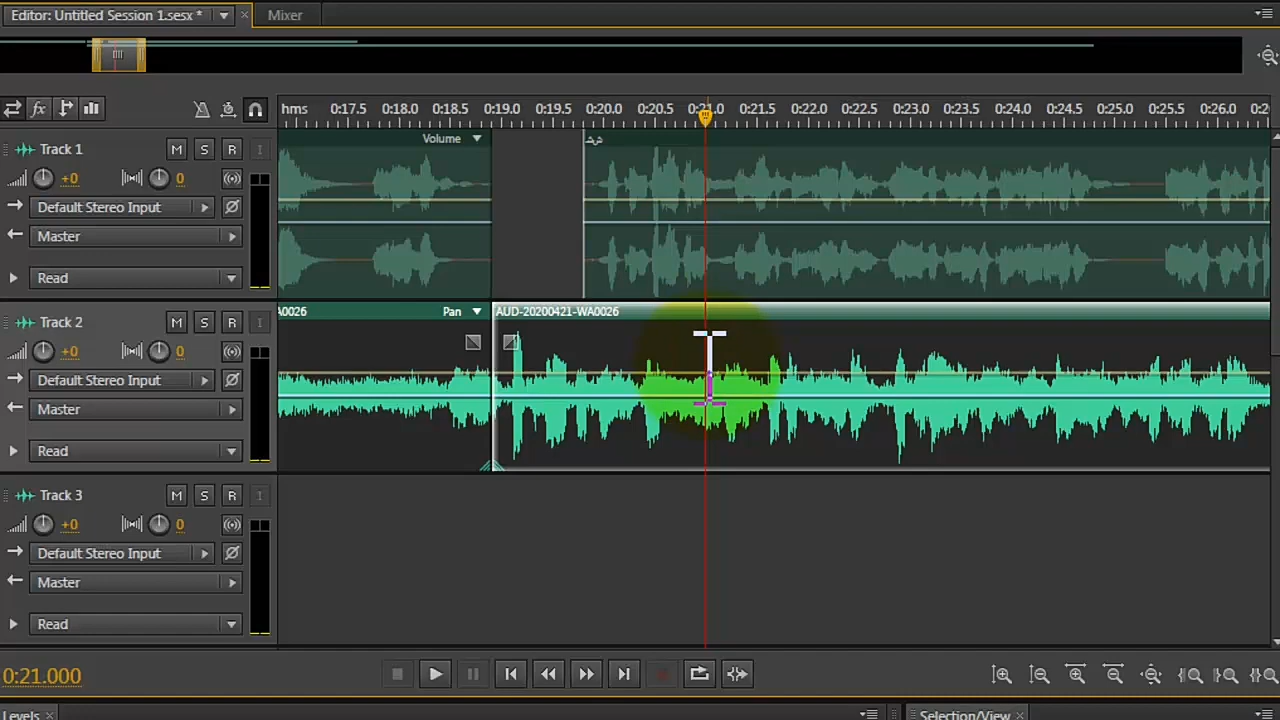 Editor: Untitled Session 1.sesx *
Mixer
fx
hms 0:17.5 0:18.0 0:18.5 0:19.0 0:19.5 0:20.0 0:20.5 0:21.0 0:21.5 0:22.0 0:22.5 0:23.0 0:23.5 0:24.0 0:24.5 0:25.0 0:25.5 0:26.0
Track 1 M S R I
Volume
+0 0
Default Stereo Input
Master
Read
Track 2 M S R I
A0026 Pan AUD-20200421-WA0026
+0 0
Default Stereo Input
Master
Read
Track 3 M S R I
+0 0
Default Stereo Input
Master
Read
0:21.000
Levels
Selection/View